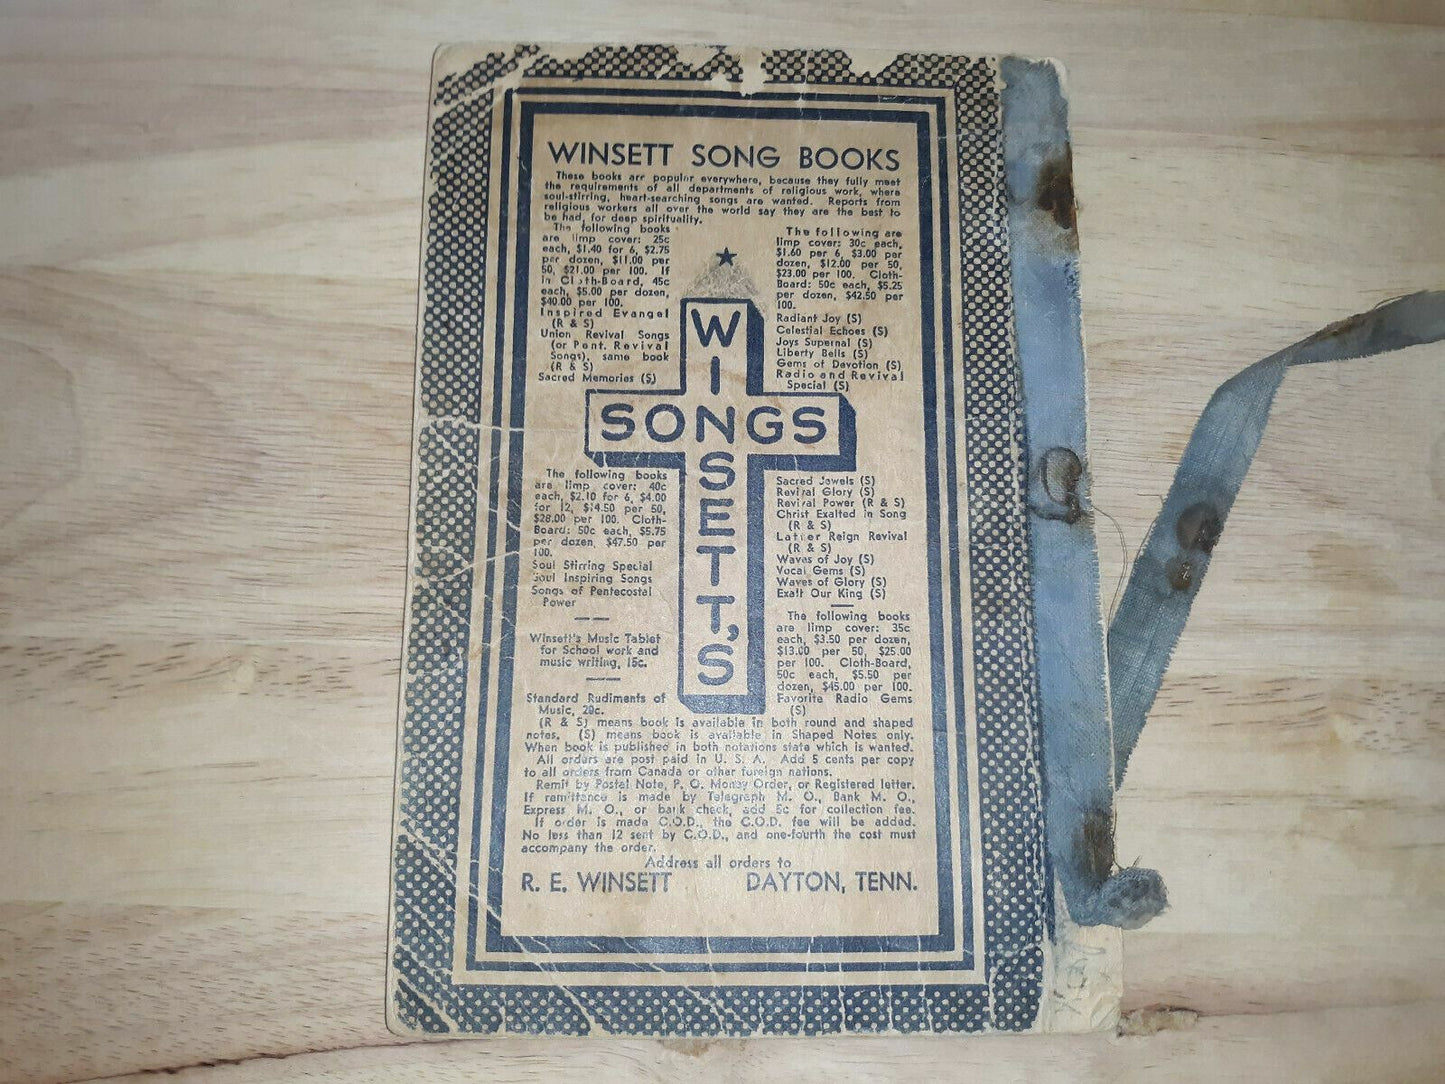 WINSETT SONG BOOKS
These books are popular everywhere, because they fully meet
the requirements of all departments of religious work, where
soul-stirring, heart-searching songs are wanted. Reports from
religious workers all over the world say they are the best to
be had, for deep spirituality.
The following books
are limp cover: 25c
each, $1.40 for 6, $2.75
per dozen, $11.00 per
50, $21.00 per 100. If
in Cloth-Board, 45c
each, $5.00 per dozen,
$40.00 per 100.
Inspired Evangel
(R & S)
Union Revival Songs
(or Pent. Revival
Songs), same book
(R & S)
Sacred Memories (S)
The following are
limp cover: 30c each,
$1.60 per 6, $3.00 per
dozen, $12.00 per 50,
$23.00 per 100. Cloth-
Board: 50c each, $5.25
per dozen, $42.50 per
100.
Radiant Joy (S)
Celestial Echoes (S)
Joys Supernal (S)
Liberty Bells (S)
Gems of Devotion (S)
Radio and Revival
Special (S)
WINSETT'S
SONGS
The following books
are limp cover: 40c
each, $2.10 for 6, $4.00
for 12, $14.50 per 50,
$28.00 per 100. Cloth-
Board: 50c each, $5.75
per dozen, $47.50 per
100.
Soul Stirring Special
Soul Inspiring Songs
Songs of Pentecostal
Power
Winsett's Music Tablet
for School work and
music writing, 15c.
Standard Rudiments of
Music, 20c.
Sacred Jewels (S)
Revival Glory (S)
Revival Power (R & S)
Christ Exalted in Song
(R & S)
Latter Reign Revival
(R & S)
Waves of Joy (S)
Vocal Gems (S)
Waves of Glory (S)
Exalt Our King (S)
The following books
are limp cover: 35c
each, $3.50 per dozen,
$13.00 per 50, $25.00
per 100. Cloth-Board,
50c each, $5.50 per
dozen, $45.00 per 100.
Favorite Radio Gems
(S)
(R & S) means book is available in both round and shaped
notes. (S) means book is available in Shaped Notes only.
When book is published in both notations state which is wanted.
All orders are post paid in U. S. A. Add 5 cents per copy
to all orders from Canada or other foreign nations.
Remit by Postal Note, P. O. Money Order, or Registered letter.
If remittance is made by Telegraph M. O., Bank M. O.,
Express M. O., or bank check, add 5c for collection fee.
If order is made C.O.D., the C.O.D. fee will be added.
No less than 12 sent by C.O.D., and one-fourth the cost must
accompany the order.
Address all orders to
R. E. WINSETT DAYTON, TENN.